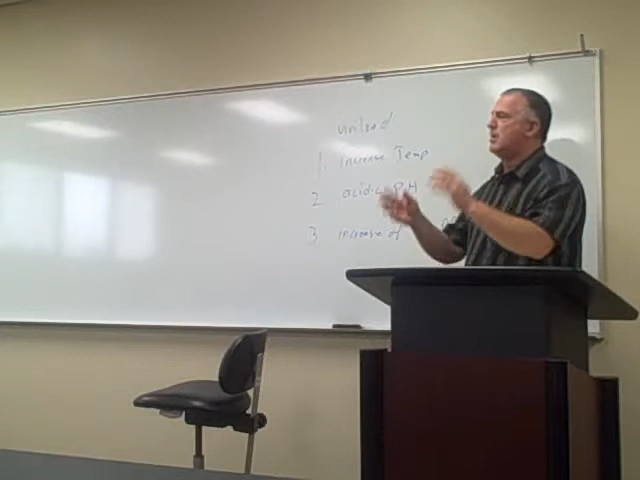 unload
1. increase Temp
2 acidic PH
3 increase of